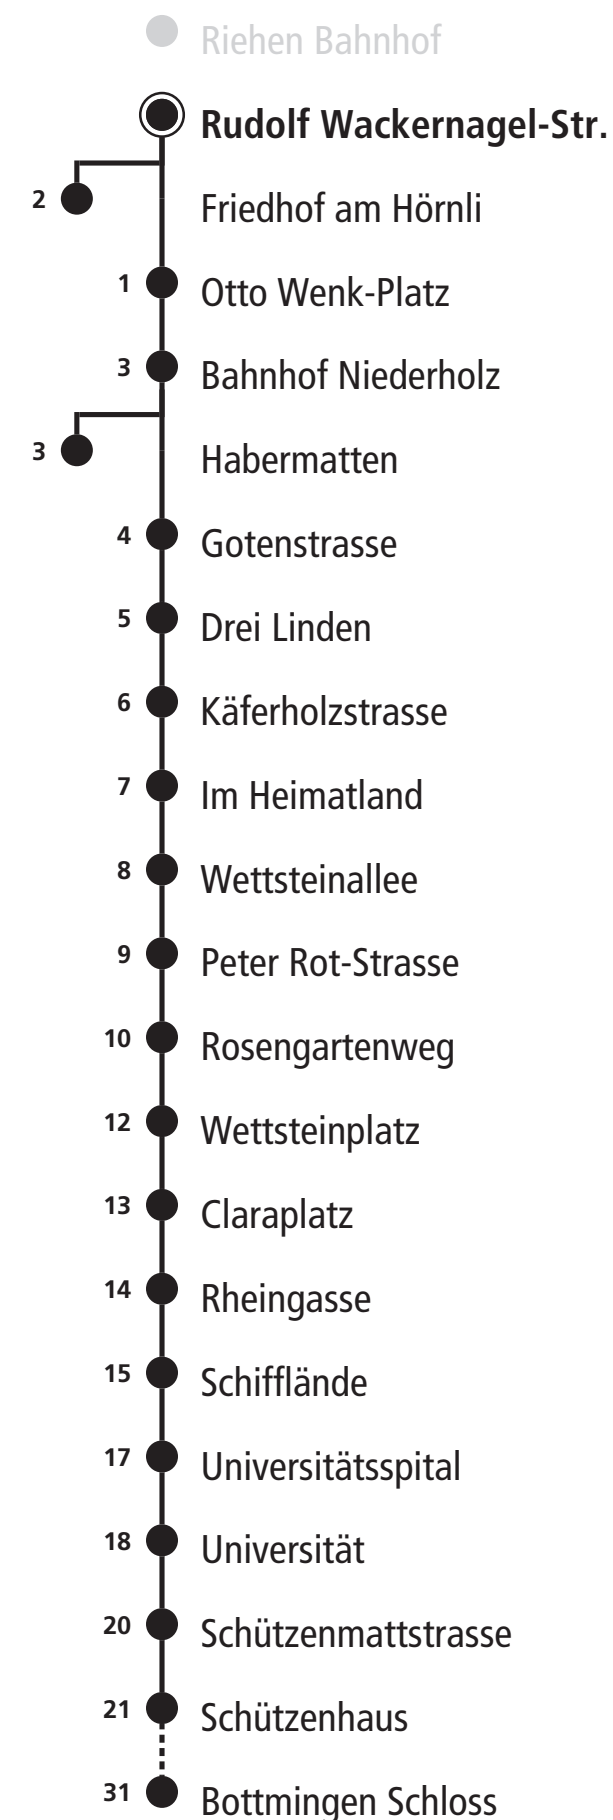 Riehen Bahnhof
Rudolf Wackernagel-Str.
2 Friedhof am Hörnli
1 Otto Wenk-Platz
3 Bahnhof Niederholz
3 Habermatten
4 Gotenstrasse
5 Drei Linden
6 Käferholzstrasse
7 Im Heimatland
8 Wettsteinallee
9 Peter Rot-Strasse
10 Rosengartenweg
12 Wettsteinplatz
13 Claraplatz
14 Rheingasse
15 Schifflände
17 Universitätsspital
18 Universität
20 Schützenmattstrasse
21 Schützenhaus
31 Bottmingen Schloss